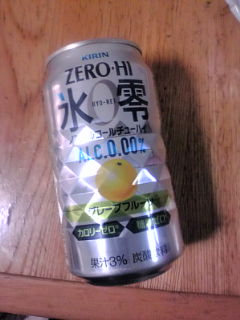 KIRIN
ZERO-HI
氷零
HYO-REI
ノンアルコールチューハイ
ALC.0.00%
グレープフルーツ
カロリーゼロ
果汁3% 炭酸飲料